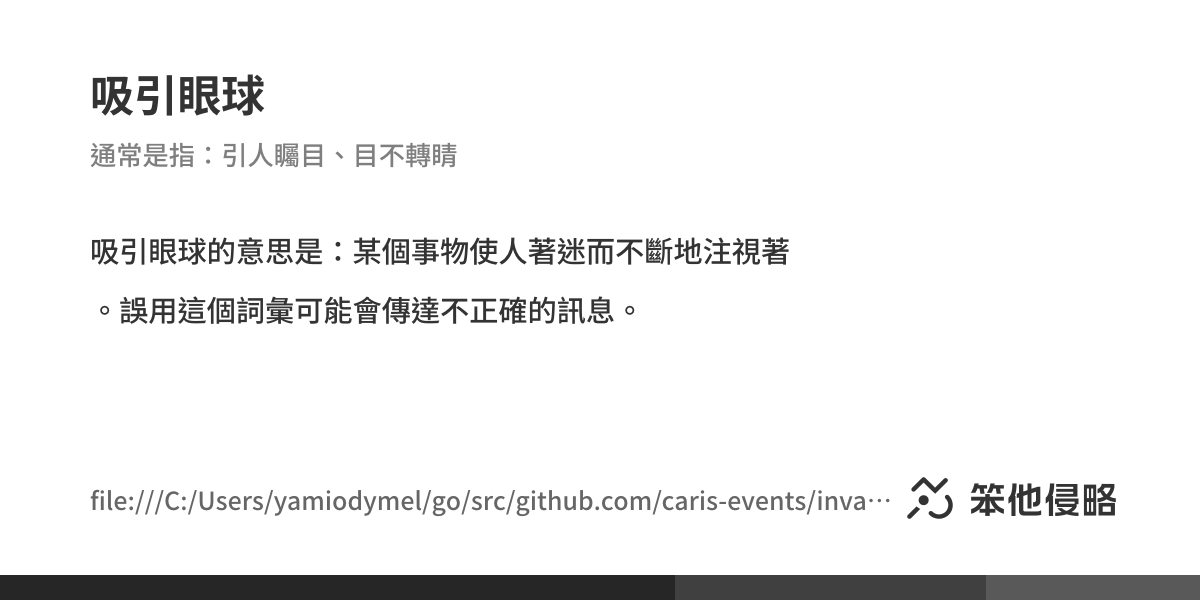 吸引眼球
通常是指：引人矚目、目不轉睛
吸引眼球的意思是：某個事物使人著迷而不斷地注視著
。誤用這個詞彙可能會傳達不正確的訊息。
file:///C:/Users/yamiodymel/go/src/github.com/caris-events/inva… 笨他侵略